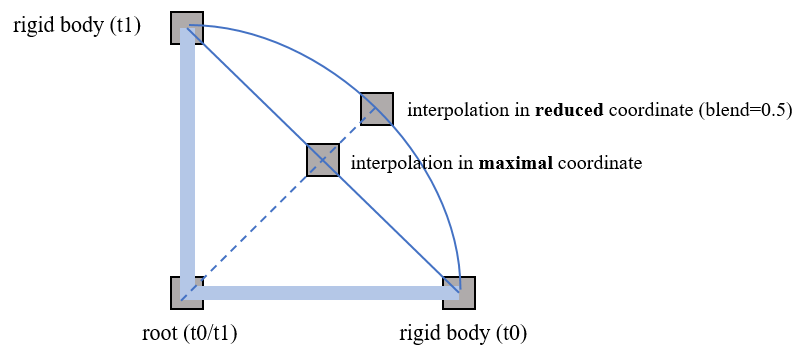 rigid body (t1)
interpolation in reduced coordinate (blend=0.5)
interpolation in maximal coordinate
root (t0/t1)
rigid body (t0)